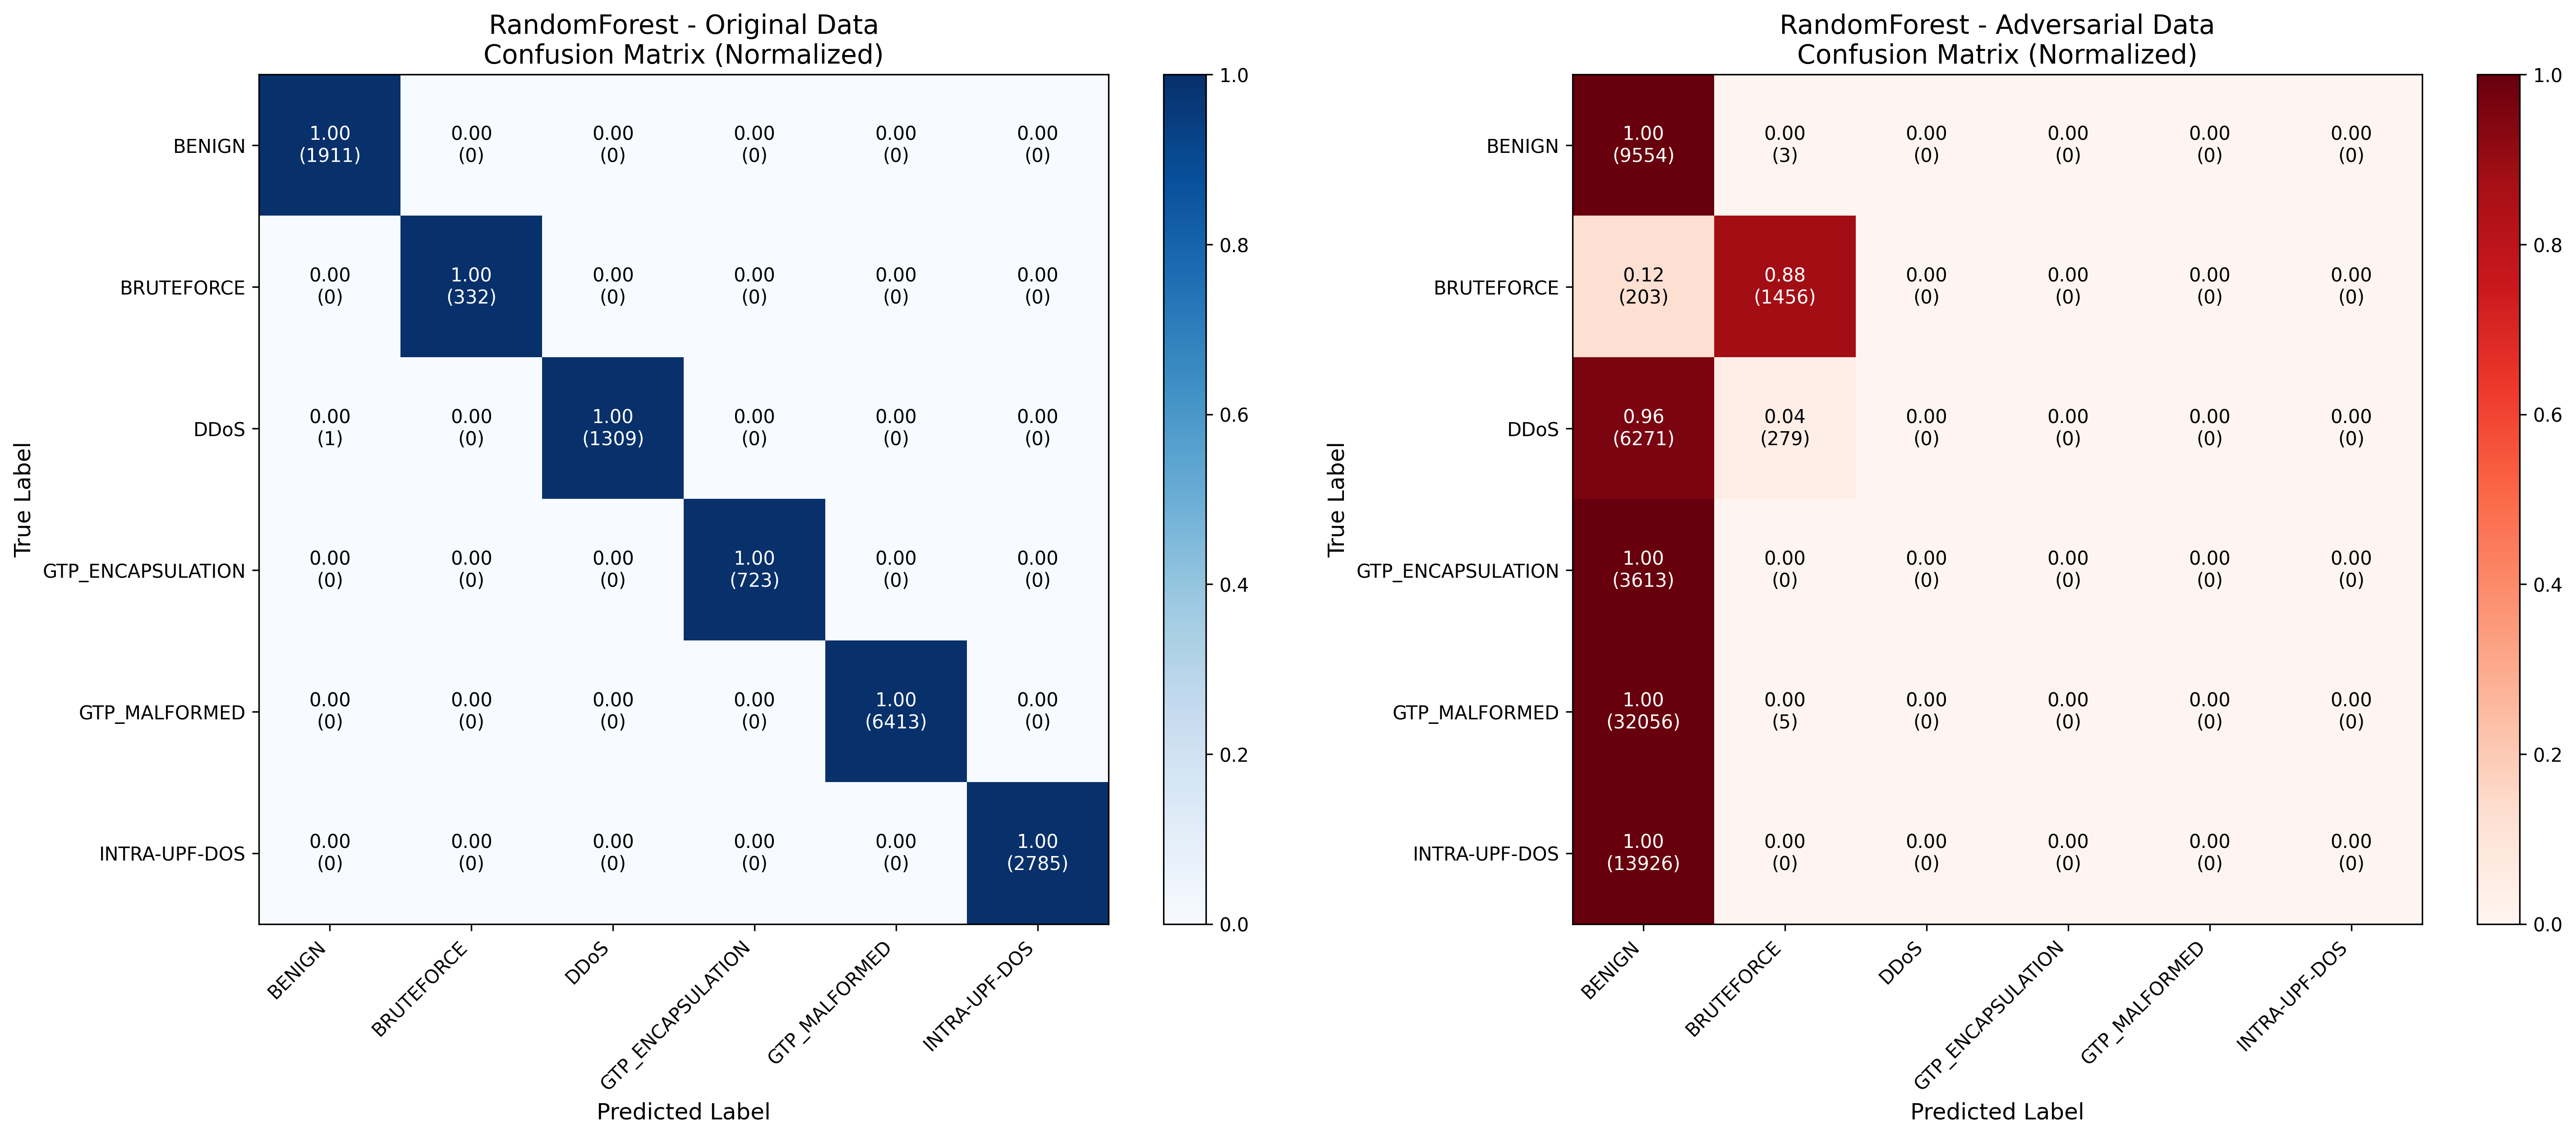 RandomForest - Original Data
Confusion Matrix (Normalized)
True Label
BENIGN
1.00 0.00 0.00 0.00 0.00 0.00
(1911) (0) (0) (0) (0) (0)
BRUTEFORCE
0.00 1.00 0.00 0.00 0.00 0.00
(0) (332) (0) (0) (0) (0)
DDoS
0.00 0.00 1.00 0.00 0.00 0.00
(1) (0) (1309) (0) (0) (0)
GTP_ENCAPSULATION
0.00 0.00 0.00 1.00 0.00 0.00
(0) (0) (0) (723) (0) (0)
GTP_MALFORMED
0.00 0.00 0.00 0.00 1.00 0.00
(0) (0) (0) (0) (6413) (0)
INTRA-UPF-DOS
0.00 0.00 0.00 0.00 0.00 1.00
(0) (0) (0) (0) (0) (2785)
BENIGN
BRUTEFORCE
DDoS
GTP_ENCAPSULATION
GTP_MALFORMED
INTRA-UPF-DOS
Predicted Label
1.0
0.8
0.6
0.4
0.2
0.0
RandomForest - Adversarial Data
Confusion Matrix (Normalized)
True Label
BENIGN
1.00 0.00 0.00 0.00 0.00 0.00
(9554) (3) (0) (0) (0) (0)
BRUTEFORCE
0.12 0.88 0.00 0.00 0.00 0.00
(203) (1456) (0) (0) (0) (0)
DDoS
0.96 0.04 0.00 0.00 0.00 0.00
(6271) (279) (0) (0) (0) (0)
GTP_ENCAPSULATION
1.00 0.00 0.00 0.00 0.00 0.00
(3613) (0) (0) (0) (0) (0)
GTP_MALFORMED
1.00 0.00 0.00 0.00 0.00 0.00
(32056) (5) (0) (0) (0) (0)
INTRA-UPF-DOS
1.00 0.00 0.00 0.00 0.00 0.00
(13926) (0) (0) (0) (0) (0)
BENIGN
BRUTEFORCE
DDoS
GTP_ENCAPSULATION
GTP_MALFORMED
INTRA-UPF-DOS
Predicted Label
1.0
0.8
0.6
0.4
0.2
0.0